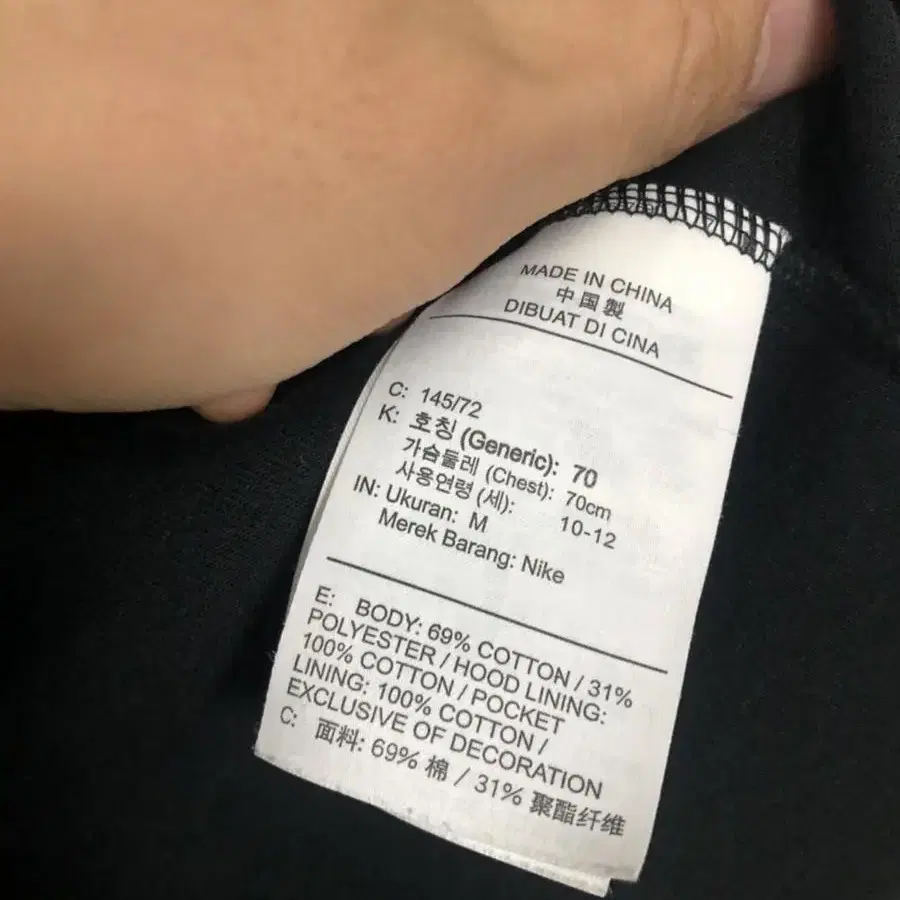 MADE IN CHINA
中国製
DIBUAT DI CINA
C: 145/72
K: 호칭 (Generic): 70
가슴둘레 (Chest): 70cm
사용연령 (세): 10-12
IN: Ukuran: M
Merek Barang: Nike
E: BODY: 69% COTTON / 31%
POLYESTER / HOOD LINING:
100% COTTON / POCKET
LINING: 100% COTTON /
EXCLUSIVE OF DECORATION
C: 面料: 69% 棉 / 31% 聚酯纤维